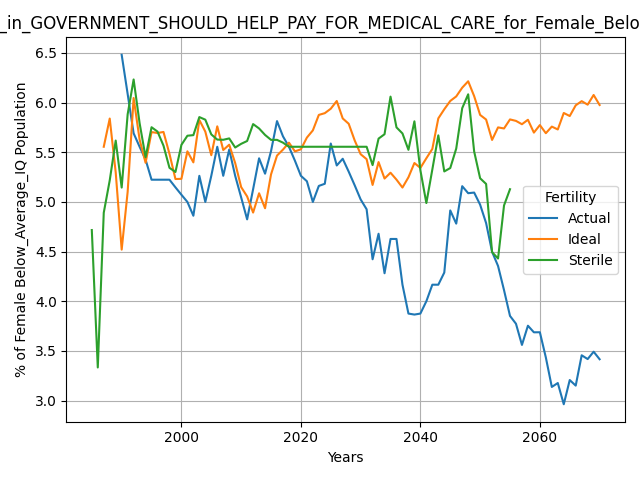 _in_GOVERNMENT_SHOULD_HELP_PAY_FOR_MEDICAL_CARE_for_Female_Belo
% of Female Below_Average_IQ Population
6.5
6.0
5.5
5.0
4.5
4.0
3.5
3.0
Fertility
Actual
Ideal
Sterile
2000
2020
2040
2060
Years